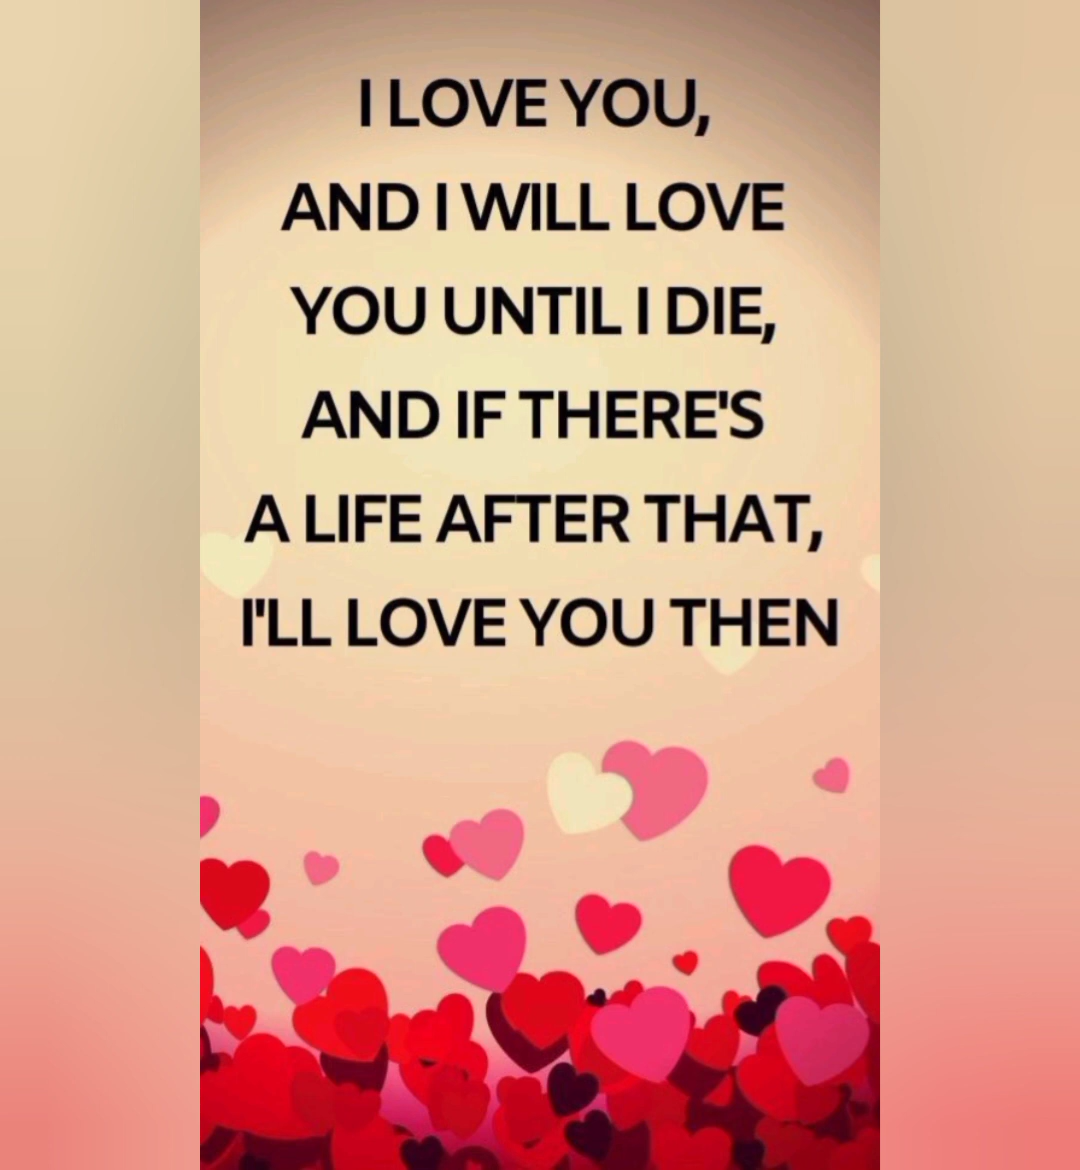 I LOVE YOU,
AND I WILL LOVE
YOU UNTIL I DIE,
AND IF THERE'S
A LIFE AFTER THAT,
I'LL LOVE YOU THEN